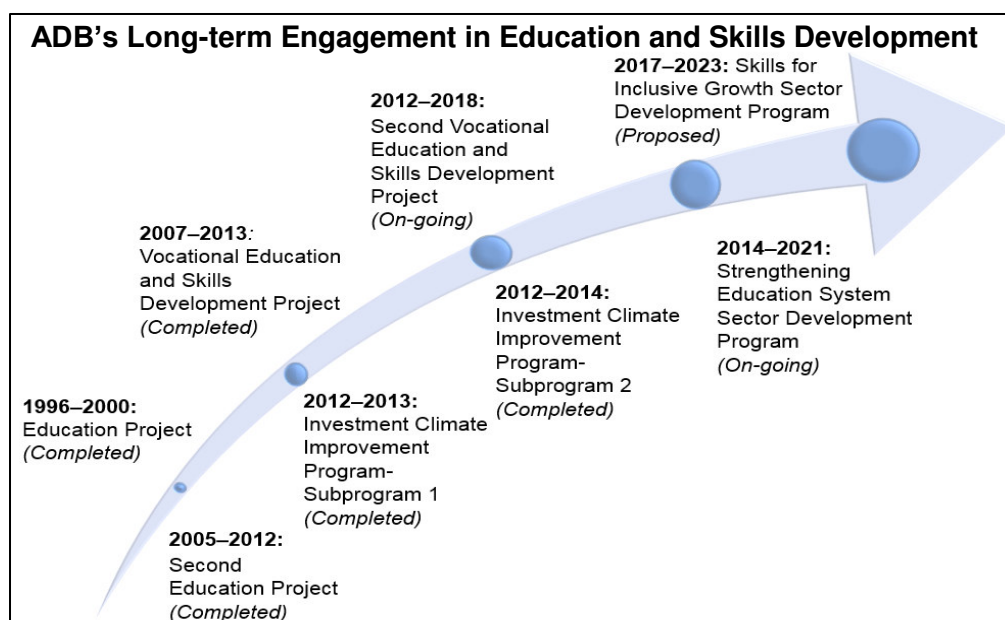 ADB's Long-term Engagement in Education and Skills Development
2017–2023: Skills for
Inclusive Growth Sector
Development Program
(Proposed)
2012–2018:
Second Vocational
Education and
Skills Development
Project
(On-going)
2007–2013:
Vocational Education
and Skills
Development Project
(Completed)
2014–2021:
Strengthening
Education System
Sector Development
Program
(On-going)
2012–2014:
Investment Climate
Improvement
Program-
Subprogram 2
(Completed)
1996–2000:
Education Project
(Completed)
2012–2013:
Investment Climate
Improvement
Program-
Subprogram 1
(Completed)
2005–2012:
Second
Education Project
(Completed)